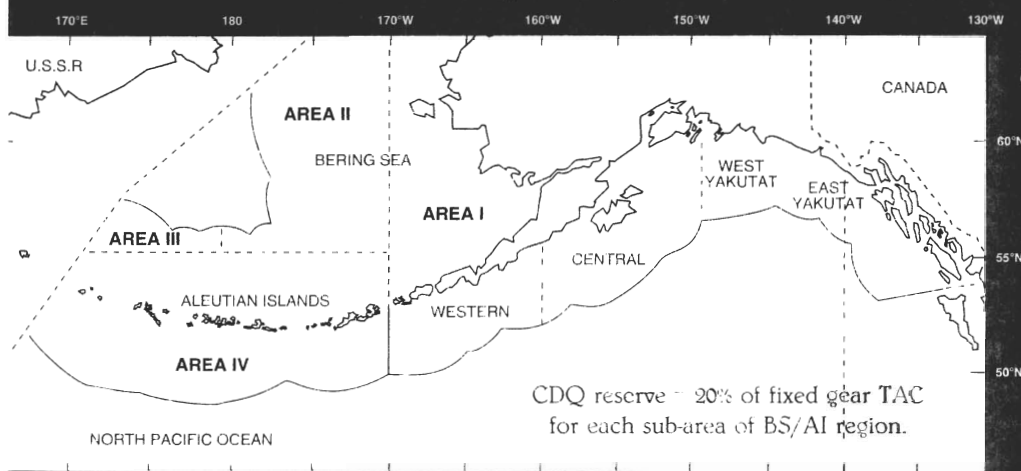 170°E 180 170°W 160°W 150°W 140°W 130°W
U.S.S.R
CANADA
AREA II
60°N
BERING SEA
WEST
YAKUTAT
EAST
YAKUTAT
AREA I
AREA III
55°N
CENTRAL
ALEUTIAN ISLANDS
WESTERN
AREA IV
50°N
CDQ reserve = 20% of fixed gear TAC
for each sub-area of BS/AI region.
NORTH PACIFIC OCEAN